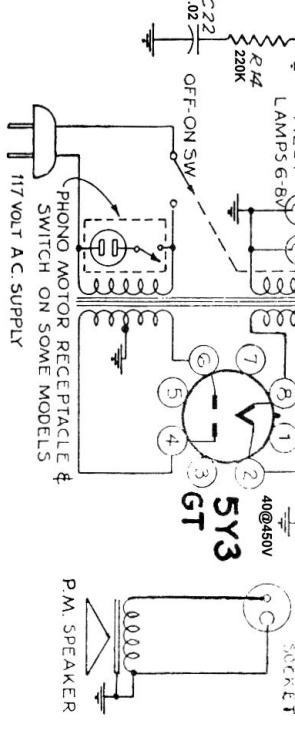 C22
.02
R14
220K
LAMPS 6-8V
OFF-ON SW
PHONO MOTOR RECEPTACLE &
SWITCH ON SOME MODELS
117 VOLT A.C. SUPPLY
7
8
1
6
2
5
4
3
5Y3
GT
40@450V
SOCKET
P.M. SPEAKER